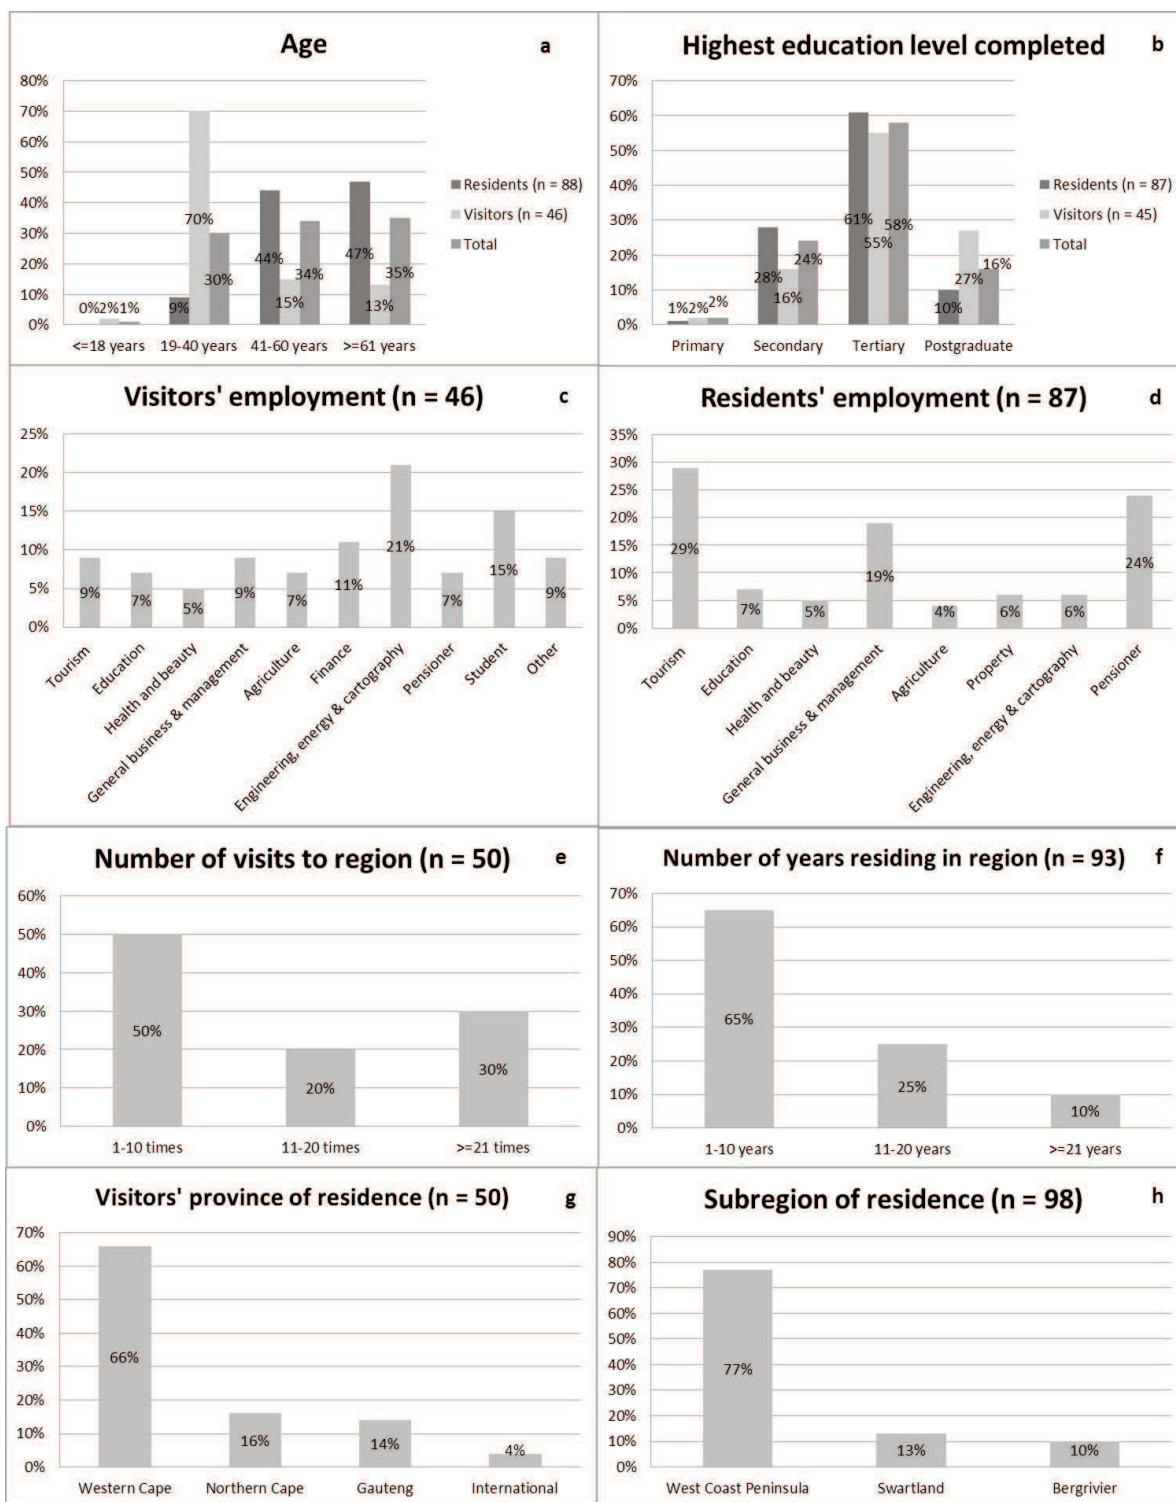 Age a
80%
70%
60%
50%
40%
30%
20%
10%
0%
70%
44% 47%
30% 34% 35%
0% 2% 1% 9% 15% 13%
<=18 years 19-40 years 41-60 years >=61 years
Residents (n = 88)
Visitors (n = 46)
Total
Highest education level completed b
70%
60%
50%
40%
30%
20%
10%
0%
61% 58%
55%
28% 24% 27% 16%
1% 2% 2% 16% 10%
Primary Secondary Tertiary Postgraduate
Residents (n = 87)
Visitors (n = 45)
Total
Visitors' employment (n = 46) c
25%
20%
15%
10%
5%
0%
9% 7% 5% 9% 7% 11% 21% 7% 15% 9%
Tourism
Education
Health and beauty
General business & management
Agriculture
Finance
Engineering, energy & cartography
Pensioner
Student
Other
Residents' employment (n = 87) d
35%
30%
25%
20%
15%
10%
5%
0%
29% 7% 5% 19% 4% 6% 6% 24%
Tourism
Education
Health and beauty
General business & management
Agriculture
Property
Engineering, energy & cartography
Pensioner
Number of visits to region (n = 50) e
60%
50%
40%
30%
20%
10%
0%
50% 20% 30%
1-10 times 11-20 times >=21 times
Number of years residing in region (n = 93) f
70%
60%
50%
40%
30%
20%
10%
0%
65% 25% 10%
1-10 years 11-20 years >=21 years
Visitors' province of residence (n = 50) g
70%
60%
50%
40%
30%
20%
10%
0%
66% 16% 14% 4%
Western Cape Northern Cape Gauteng International
Subregion of residence (n = 98) h
90%
80%
70%
60%
50%
40%
30%
20%
10%
0%
77% 13% 10%
West Coast Peninsula Swartland Bergrivier